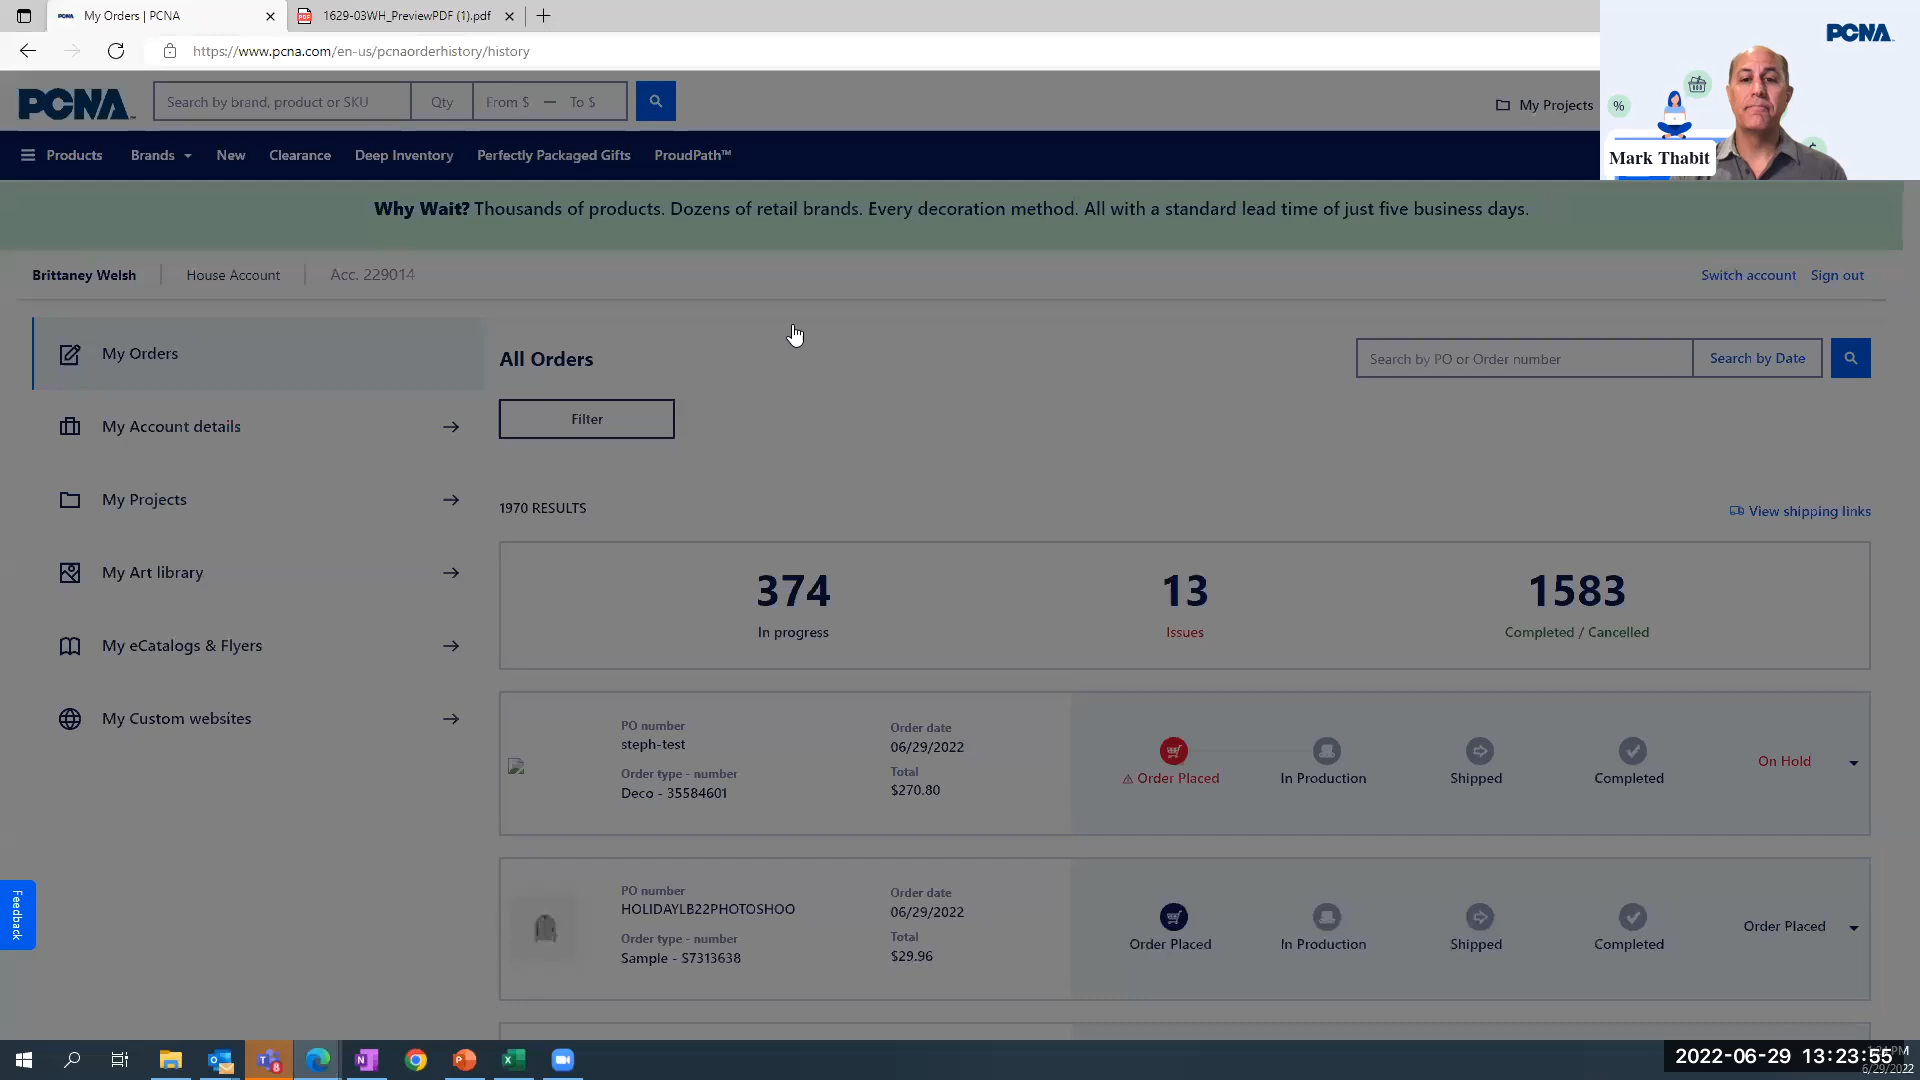 My Orders | PCNA
1629-03WH_PreviewPDF (1).pdf
https://www.pcna.com/en-us/pcnaorderhistory/history
PCNA
Search by brand, product or SKU
Qty
From $ — To $
My Projects
PCNA
%
Mark Thabit
Products
Brands
New
Clearance
Deep Inventory
Perfectly Packaged Gifts
ProudPath™
Why Wait? Thousands of products. Dozens of retail brands. Every decoration method. All with a standard lead time of just five business days.
Brittaney Welsh
House Account
Acc. 229014
Switch account
Sign out
My Orders
My Account details
My Projects
My Art library
My eCatalogs & Flyers
My Custom websites
All Orders
Search by PO or Order number
Search by Date
Filter
1970 RESULTS
View shipping links
374
In progress
13
Issues
1583
Completed / Cancelled
PO number
steph-test
Order type - number
Deco - 35584601
Order date
06/29/2022
Total
$270.80
Order Placed
In Production
Shipped
Completed
On Hold
PO number
HOLIDAYLB22PHOTOSHOO
Order type - number
Sample - S7313638
Order date
06/29/2022
Total
$29.96
Order Placed
In Production
Shipped
Completed
Order Placed
Feedback
2022-06-29 13:23:55
6/29/2022